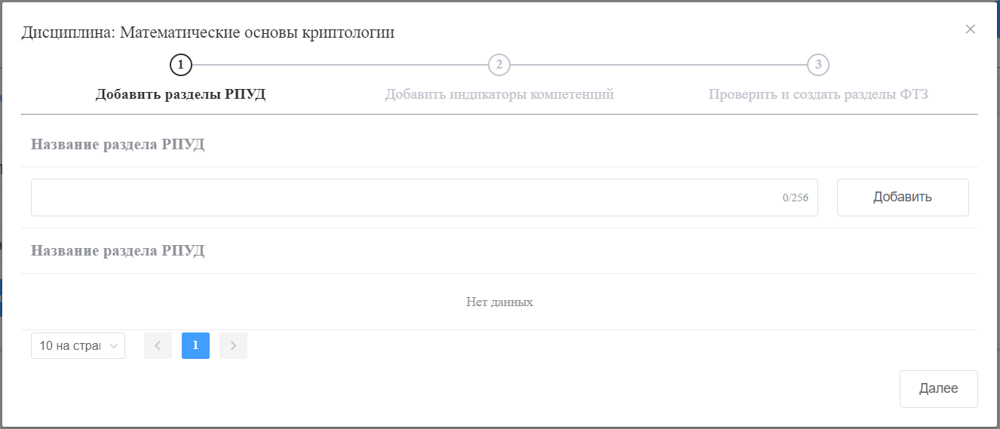 Дисциплина: Математические основы криптологии
1
2
3
Добавить разделы РПУД
Добавить индикаторы компетенций
Проверить и создать разделы ФТЗ
Название раздела РПУД
0/256
Добавить
Название раздела РПУД
Нет данных
10 на стра
1
Далее